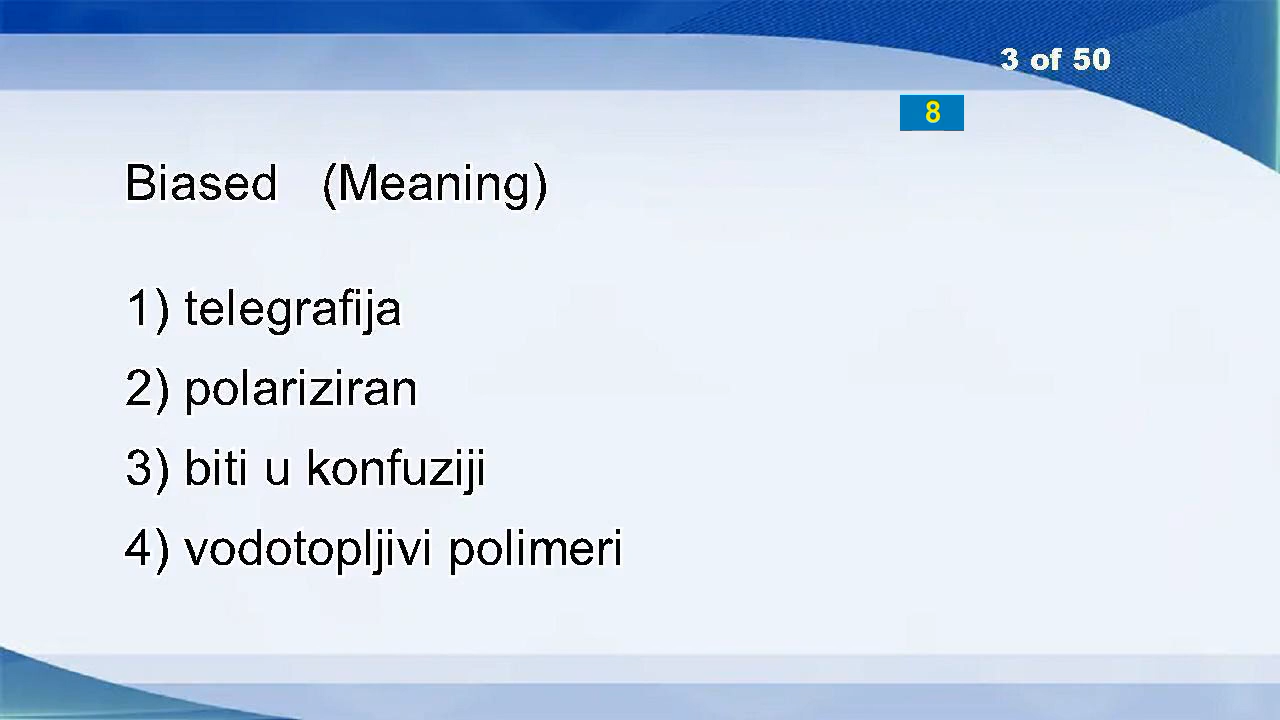 3 of 50
8
Biased (Meaning)
1) telegrafija
2) polariziran
3) biti u konfuziji
4) vodotopljivi polimeri